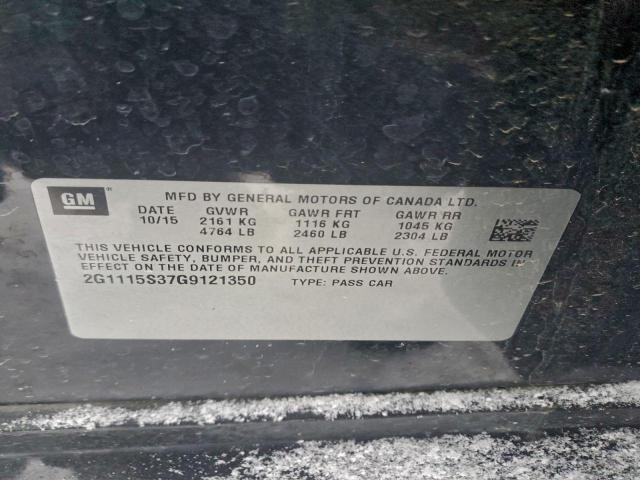 GM
MFD BY GENERAL MOTORS OF CANADA LTD.
DATE GVWR GAWR FRT GAWR RR
10/15 2161 KG 1116 KG 1045 KG
4764 LB 2460 LB 2304 LB
THIS VEHICLE CONFORMS TO ALL APPLICABLE U.S. FEDERAL MOTOR
VEHICLE SAFETY, BUMPER, AND THEFT PREVENTION STANDARDS IN
EFFECT ON THE DATE OF MANUFACTURE SHOWN ABOVE.
2G1115S37G9121350 TYPE: PASS CAR